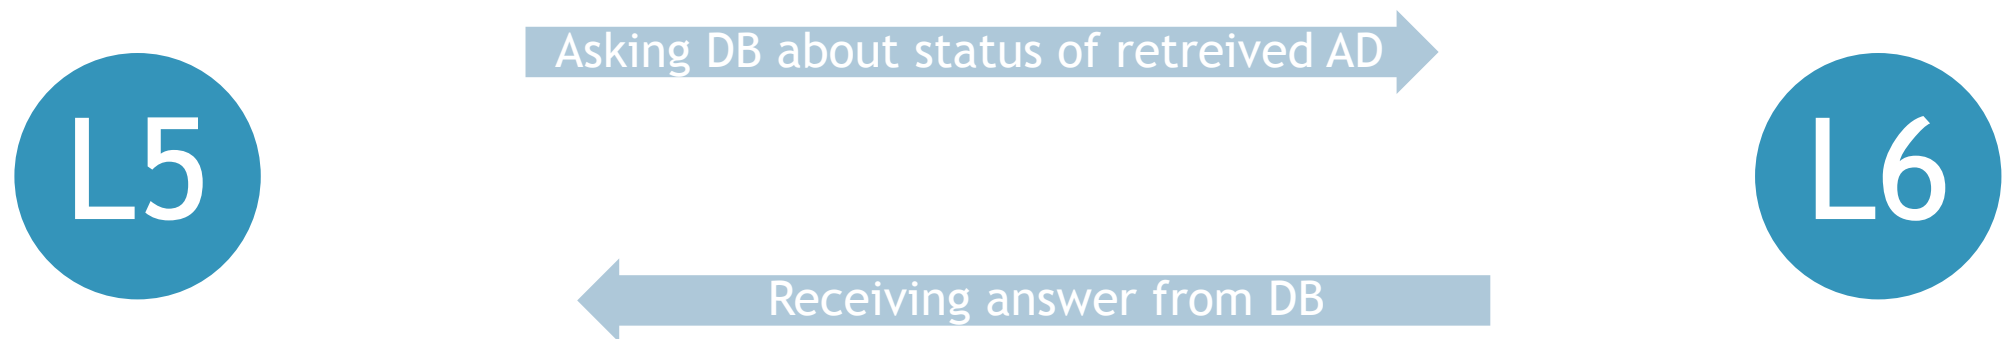 Asking DB about status of retreived AD
L5
L6
Receiving answer from DB